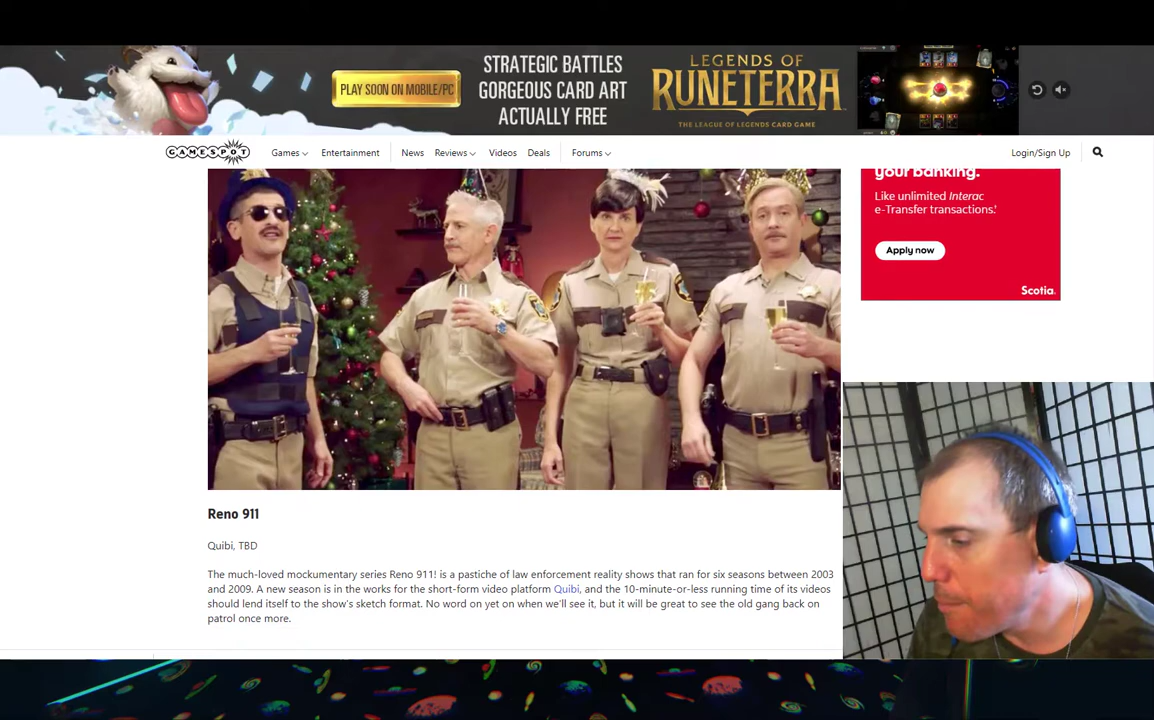 STRATEGIC BATTLES
GORGEOUS CARD ART
ACTUALLY FREE
PLAY SOON ON MOBILE/PC
LEGENDS OF
RUNETERRA
THE LEAGUE OF LEGENDS CARD GAME
GAMESPOT
Games
Entertainment
News
Reviews
Videos
Deals
Forums
Login/Sign Up
your banking.
Like unlimited Interac
e-Transfer transactions.†
Apply now
Scotia.
Reno 911
Quibi, TBD
The much-loved mockumentary series Reno 911! is a pastiche of law enforcement reality shows that ran for six seasons between 2003
and 2009. A new season is in the works for the short-form video platform Quibi, and the 10-minute-or-less running time of its videos
should lend itself to the show's sketch format. No word on yet on when we'll see it, but it will be great to see the old gang back on
patrol once more.